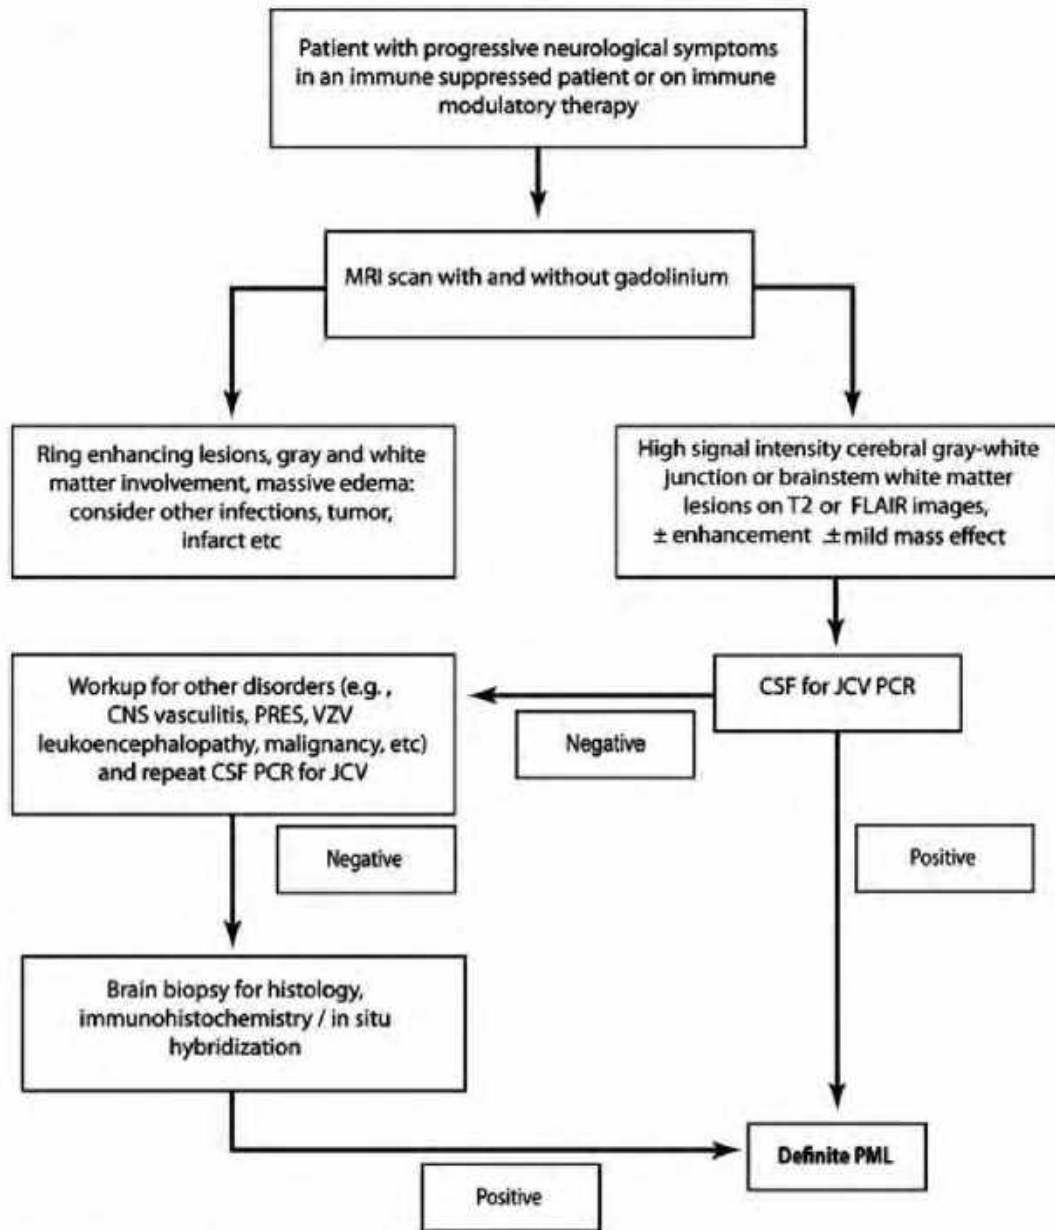 Patient with progressive neurological symptoms
in an immune suppressed patient or on immune
modulatory therapy
MRI scan with and without gadolinium
Ring enhancing lesions, gray and white
matter involvement, massive edema:
consider other infections, tumor,
infarct etc
High signal intensity cerebral gray-white
junction or brainstem white matter
lesions on T2 or FLAIR images,
± enhancement ± mild mass effect
CSF for JCV PCR
Negative
Workup for other disorders (e.g.,
CNS vasculitis, PRES, VZV
leukoencephalopathy, malignancy, etc)
and repeat CSF PCR for JCV
Negative
Positive
Brain biopsy for histology,
immunohistochemistry / in situ
hybridization
Definite PML
Positive